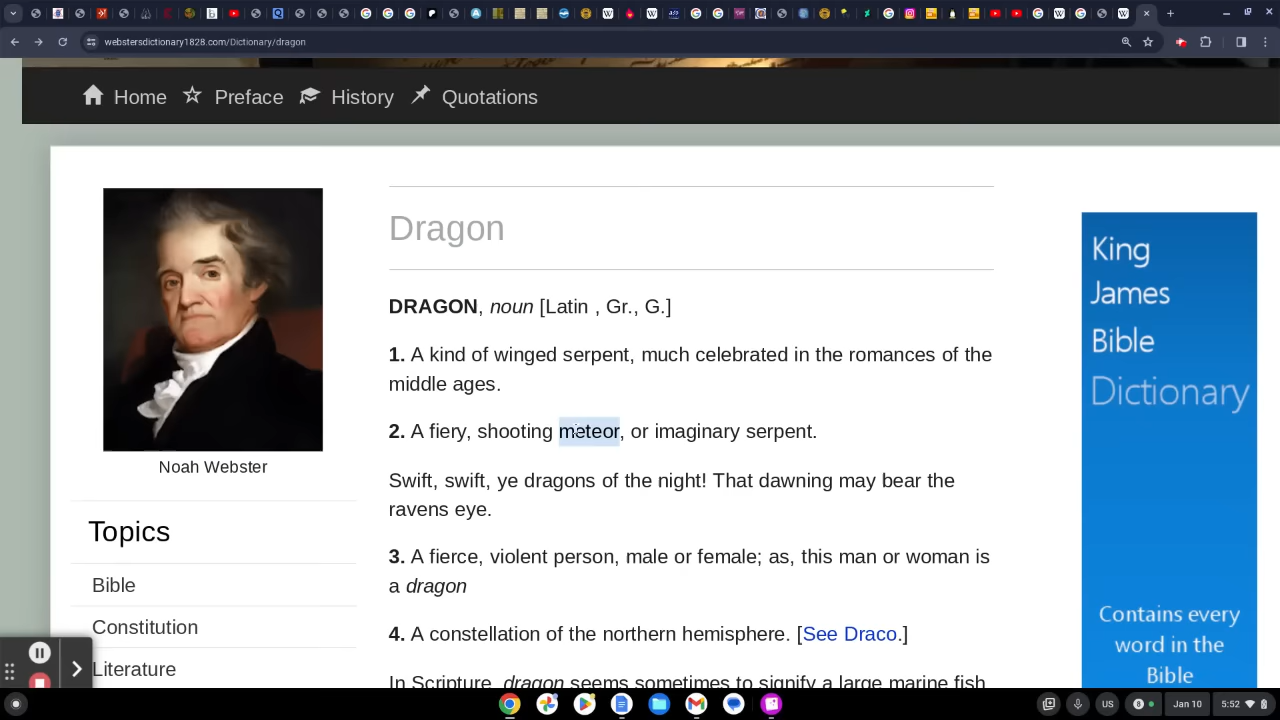 webstersdictionary1828.com/Dictionary/dragon
Home Preface History Quotations
Dragon
DRAGON, noun [Latin , Gr., G.]
1. A kind of winged serpent, much celebrated in the romances of the
middle ages.
2. A fiery, shooting meteor, or imaginary serpent.
Swift, swift, ye dragons of the night! That dawning may bear the
ravens eye.
3. A fierce, violent person, male or female; as, this man or woman is
a dragon
4. A constellation of the northern hemisphere. [See Draco.]
In Scripture, dragon seems sometimes to signify a large marine fish
Noah Webster
Topics
Bible
Constitution
Literature
King
James
Bible
Dictionary
Contains every
word in the
Bible
US
8
Jan 10
5:52